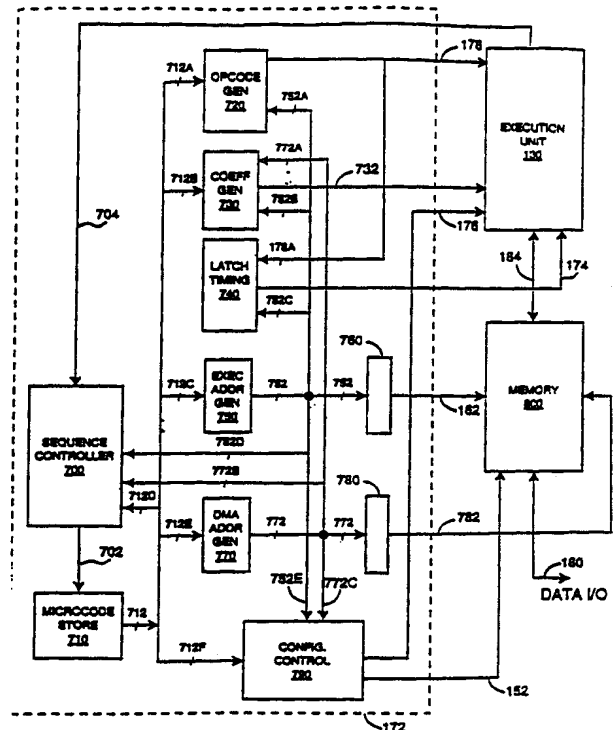 712A
OPCODE
GEN
720
178
752A
EXECUTION
UNIT
130
772A
712B
COEFF
GEN
730
732
752B
176
704
178A
LATCH
TIMING
740
184
174
752C
760
712C
EXEC
ADDR
GEN
750
752
752
182
MEMORY
800
SEQUENCE
CONTROLLER
700
752D
772B
712D
780
712E
DMA
ADDR
GEN
770
772
772
782
702
752E
772C
180
DATA I/O
MICROCODE
STORE
710
712
712F
CONFIG.
CONTROL
790
152
172